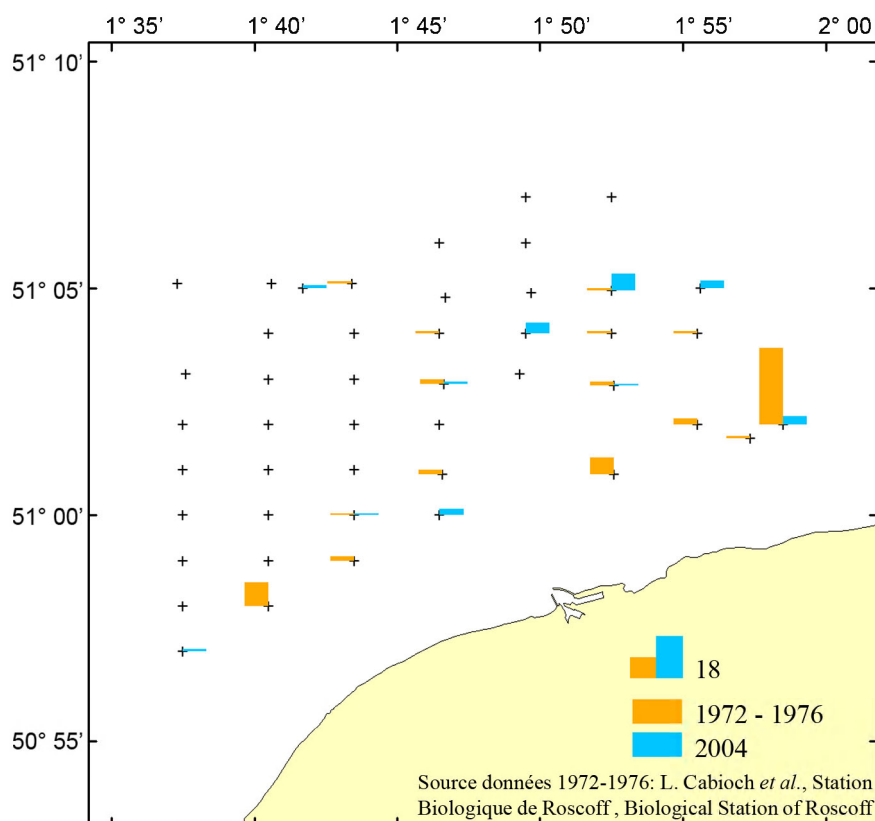 1° 35’ 1° 40’ 1° 45’ 1° 50’ 1° 55’ 2° 00
51° 10’
51° 05’
51° 00’
50° 55’
18
1972 - 1976
2004
Source données 1972-1976: L. Cabioch et al., Station
Biologique de Roscoff , Biological Station of Roscoff